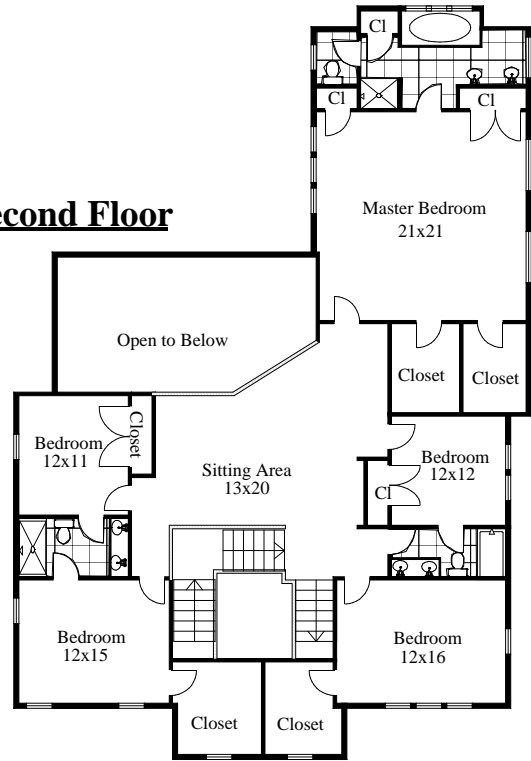 Cl
Cl
Cl
Master Bedroom
21x21
econd Floor
Open to Below
Closet
Closet
Closet
Bedroom
12x11
Bedroom
12x12
Sitting Area
13x20
Cl
Bedroom
12x15
Bedroom
12x16
Closet
Closet